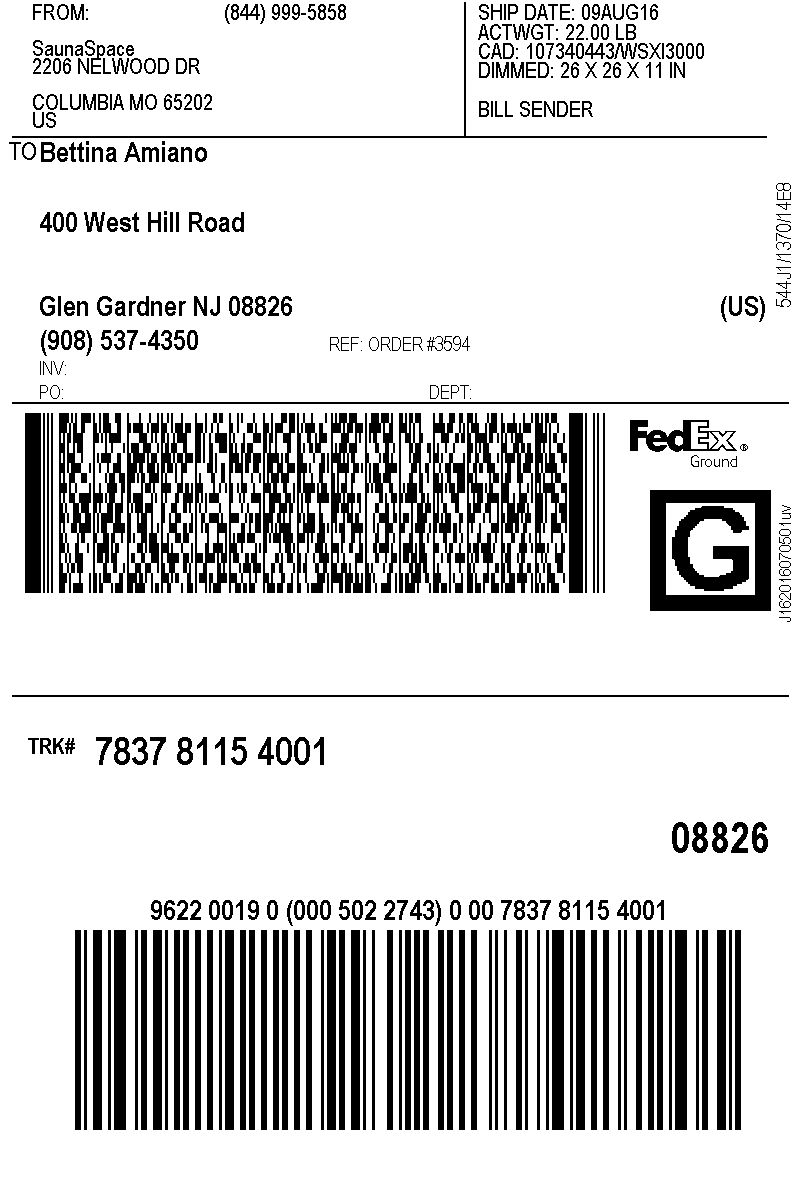 FROM: (844) 999-5858
SaunaSpace
2206 NELWOOD DR
COLUMBIA MO 65202
US
SHIP DATE: 09AUG16
ACTWGT: 22.00 LB
CAD: 107340443/WSXI3000
DIMMED: 26 X 26 X 11 IN
BILL SENDER
TO Bettina Amiano
400 West Hill Road
Glen Gardner NJ 08826 (US)
(908) 537-4350 REF: ORDER #3594
INV:
PO: DEPT:
544J1/1370/14E8
FedEx®
Ground
G
J162016070501uv
TRK# 7837 8115 4001
08826
9622 0019 0 (000 502 2743) 0 00 7837 8115 4001